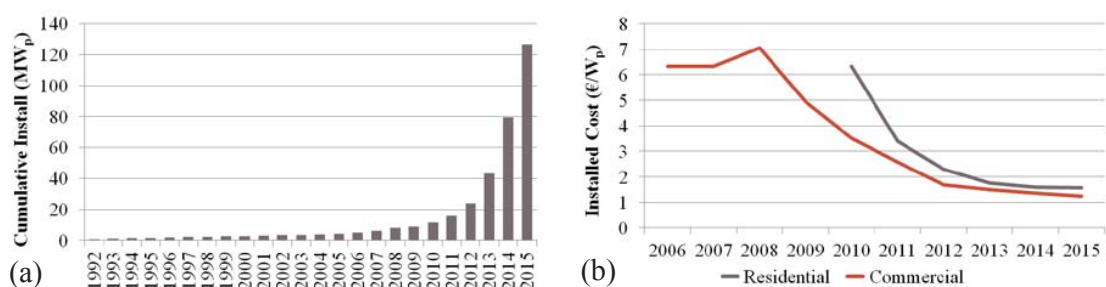 Cumulative Install (MWp)
140
120
100
80
60
40
20
0
1992 1993 1994 1995 1996 1997 1998 1999 2000 2001 2002 2003 2004 2005 2006 2007 2008 2009 2010 2011 2012 2013 2014 2015
(a)
Installed Cost (€/Wp)
8
7
6
5
4
3
2
1
0
2006 2007 2008 2009 2010 2011 2012 2013 2014 2015
(b)
Residential Commercial